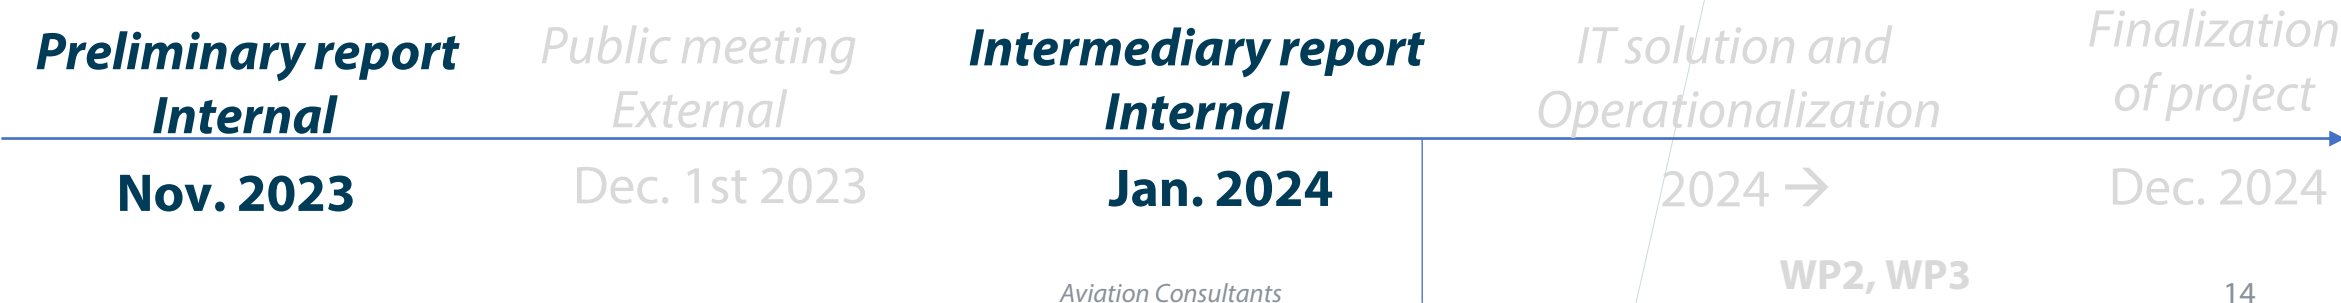 Preliminary report
Internal
Nov. 2023
Public meeting
External
Dec. 1st 2023
Intermediary report
Internal
Jan. 2024
IT solution and
Operationalization
2024 →
Finalization
of project
Dec. 2024
WP2, WP3
Aviation Consultants
14